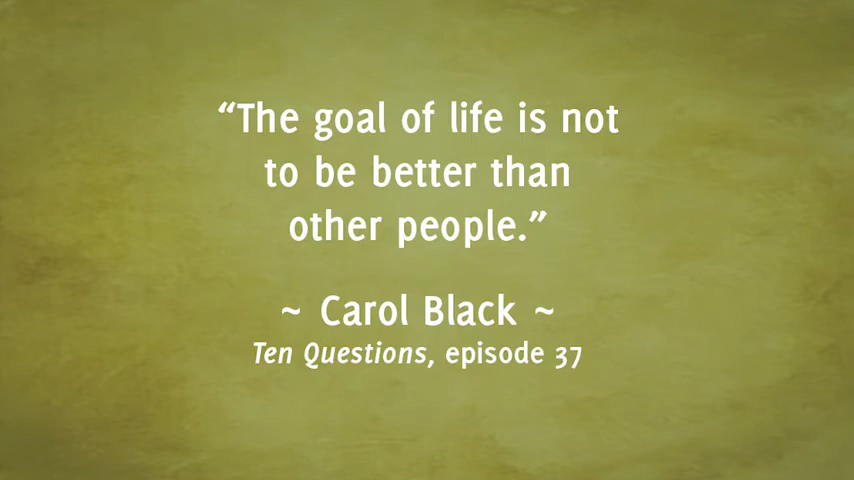 “The goal of life is not
to be better than
other people.”
~ Carol Black ~
Ten Questions, episode 37